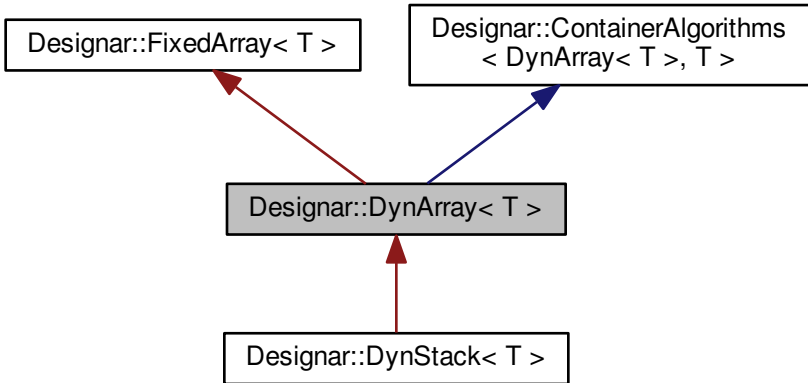 Designar::FixedArray< T >
Designar::ContainerAlgorithms
< DynArray< T >, T >
Designar::DynArray< T >
Designar::DynStack< T >